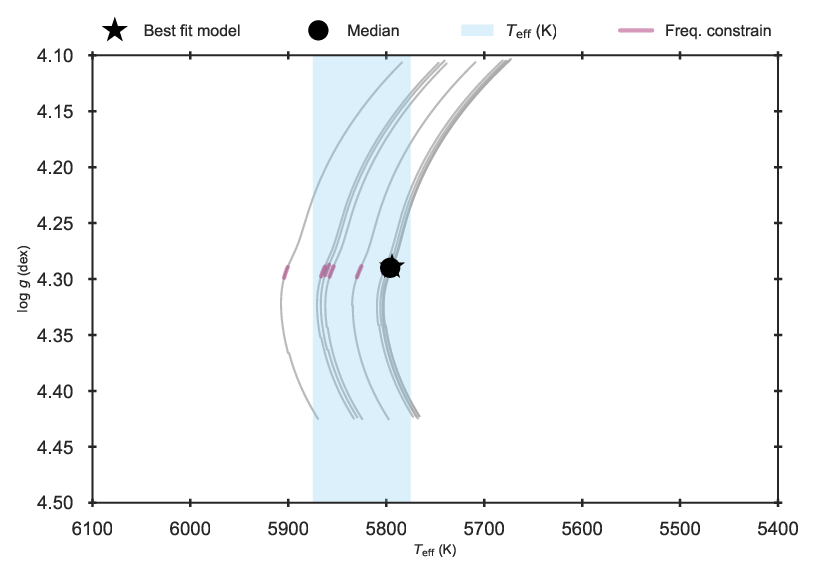 Best fit model Median Teff (K) Freq. constrain
4.10
4.15
4.20
4.25
4.30
4.35
4.40
4.45
4.50
log g (dex)
6100 6000 5900 5800 5700 5600 5500 5400
Teff (K)